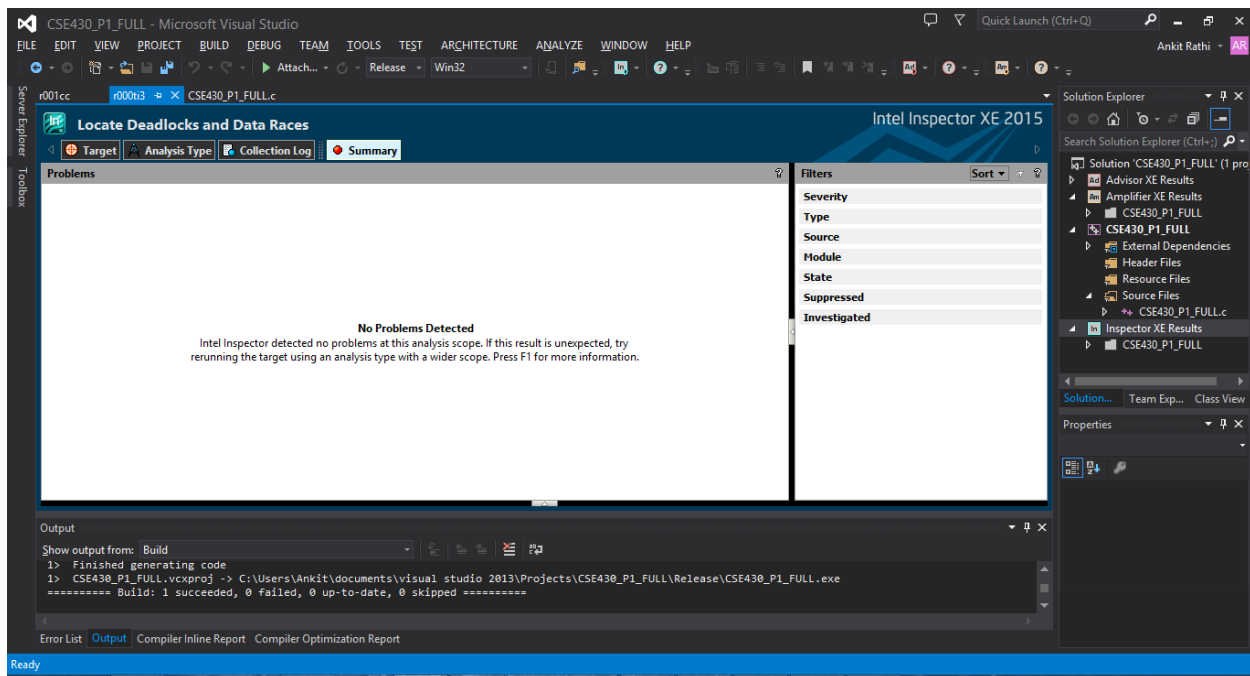 CSE430_P1_FULL - Microsoft Visual Studio
Quick Launch (Ctrl+Q)
FILE EDIT VIEW PROJECT BUILD DEBUG TEAM TOOLS TEST ARCHITECTURE ANALYZE WINDOW HELP
Ankit Rathi AR
Attach... Release Win32
Server Explorer
Toolbox
r001cc r000ti3 CSE430_P1_FULL.c
Locate Deadlocks and Data Races
Intel Inspector XE 2015
Target Analysis Type Collection Log Summary
Problems
No Problems Detected
Intel Inspector detected no problems at this analysis scope. If this result is unexpected, try
rerunning the target using an analysis type with a wider scope. Press F1 for more information.
Filters Sort
Severity
Type
Source
Module
State
Suppressed
Investigated
Solution Explorer
Search Solution Explorer (Ctrl+;)
Solution 'CSE430_P1_FULL' (1 pro
Ad Advisor XE Results
Am Amplifier XE Results
CSE430_P1_FULL
CSE430_P1_FULL
External Dependencies
Header Files
Resource Files
Source Files
CSE430_P1_FULL.c
In Inspector XE Results
CSE430_P1_FULL
Solution... Team Exp... Class View
Properties
Output
Show output from: Build
1> Finished generating code
1> CSE430_P1_FULL.vcxproj -> C:\Users\Ankit\documents\visual studio 2013\Projects\CSE430_P1_FULL\Release\CSE430_P1_FULL.exe
========== Build: 1 succeeded, 0 failed, 0 up-to-date, 0 skipped ==========
Error List Output Compiler Inline Report Compiler Optimization Report
Ready